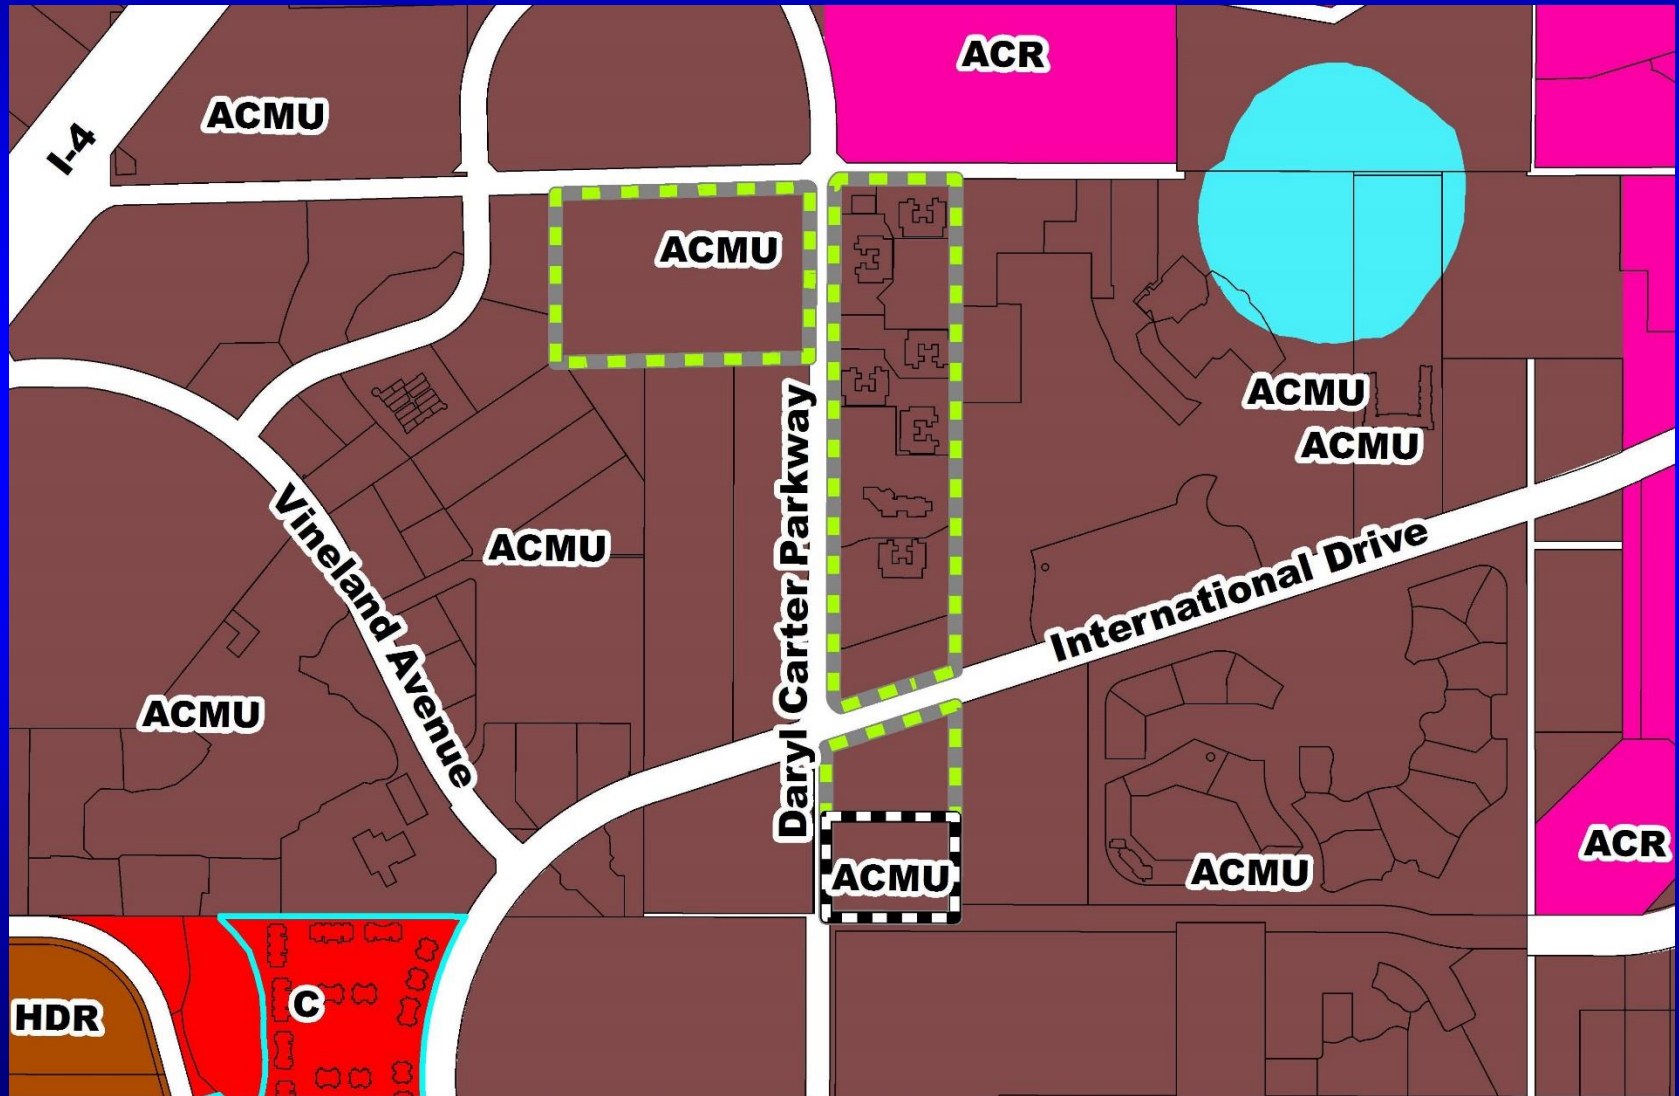 ACR
ACMU
I-4
ACMU
ACMU
ACMU
Daryl Carter Parkway
Vineland Avenue
ACMU
International Drive
ACMU
ACR
ACMU
ACMU
C
HDR